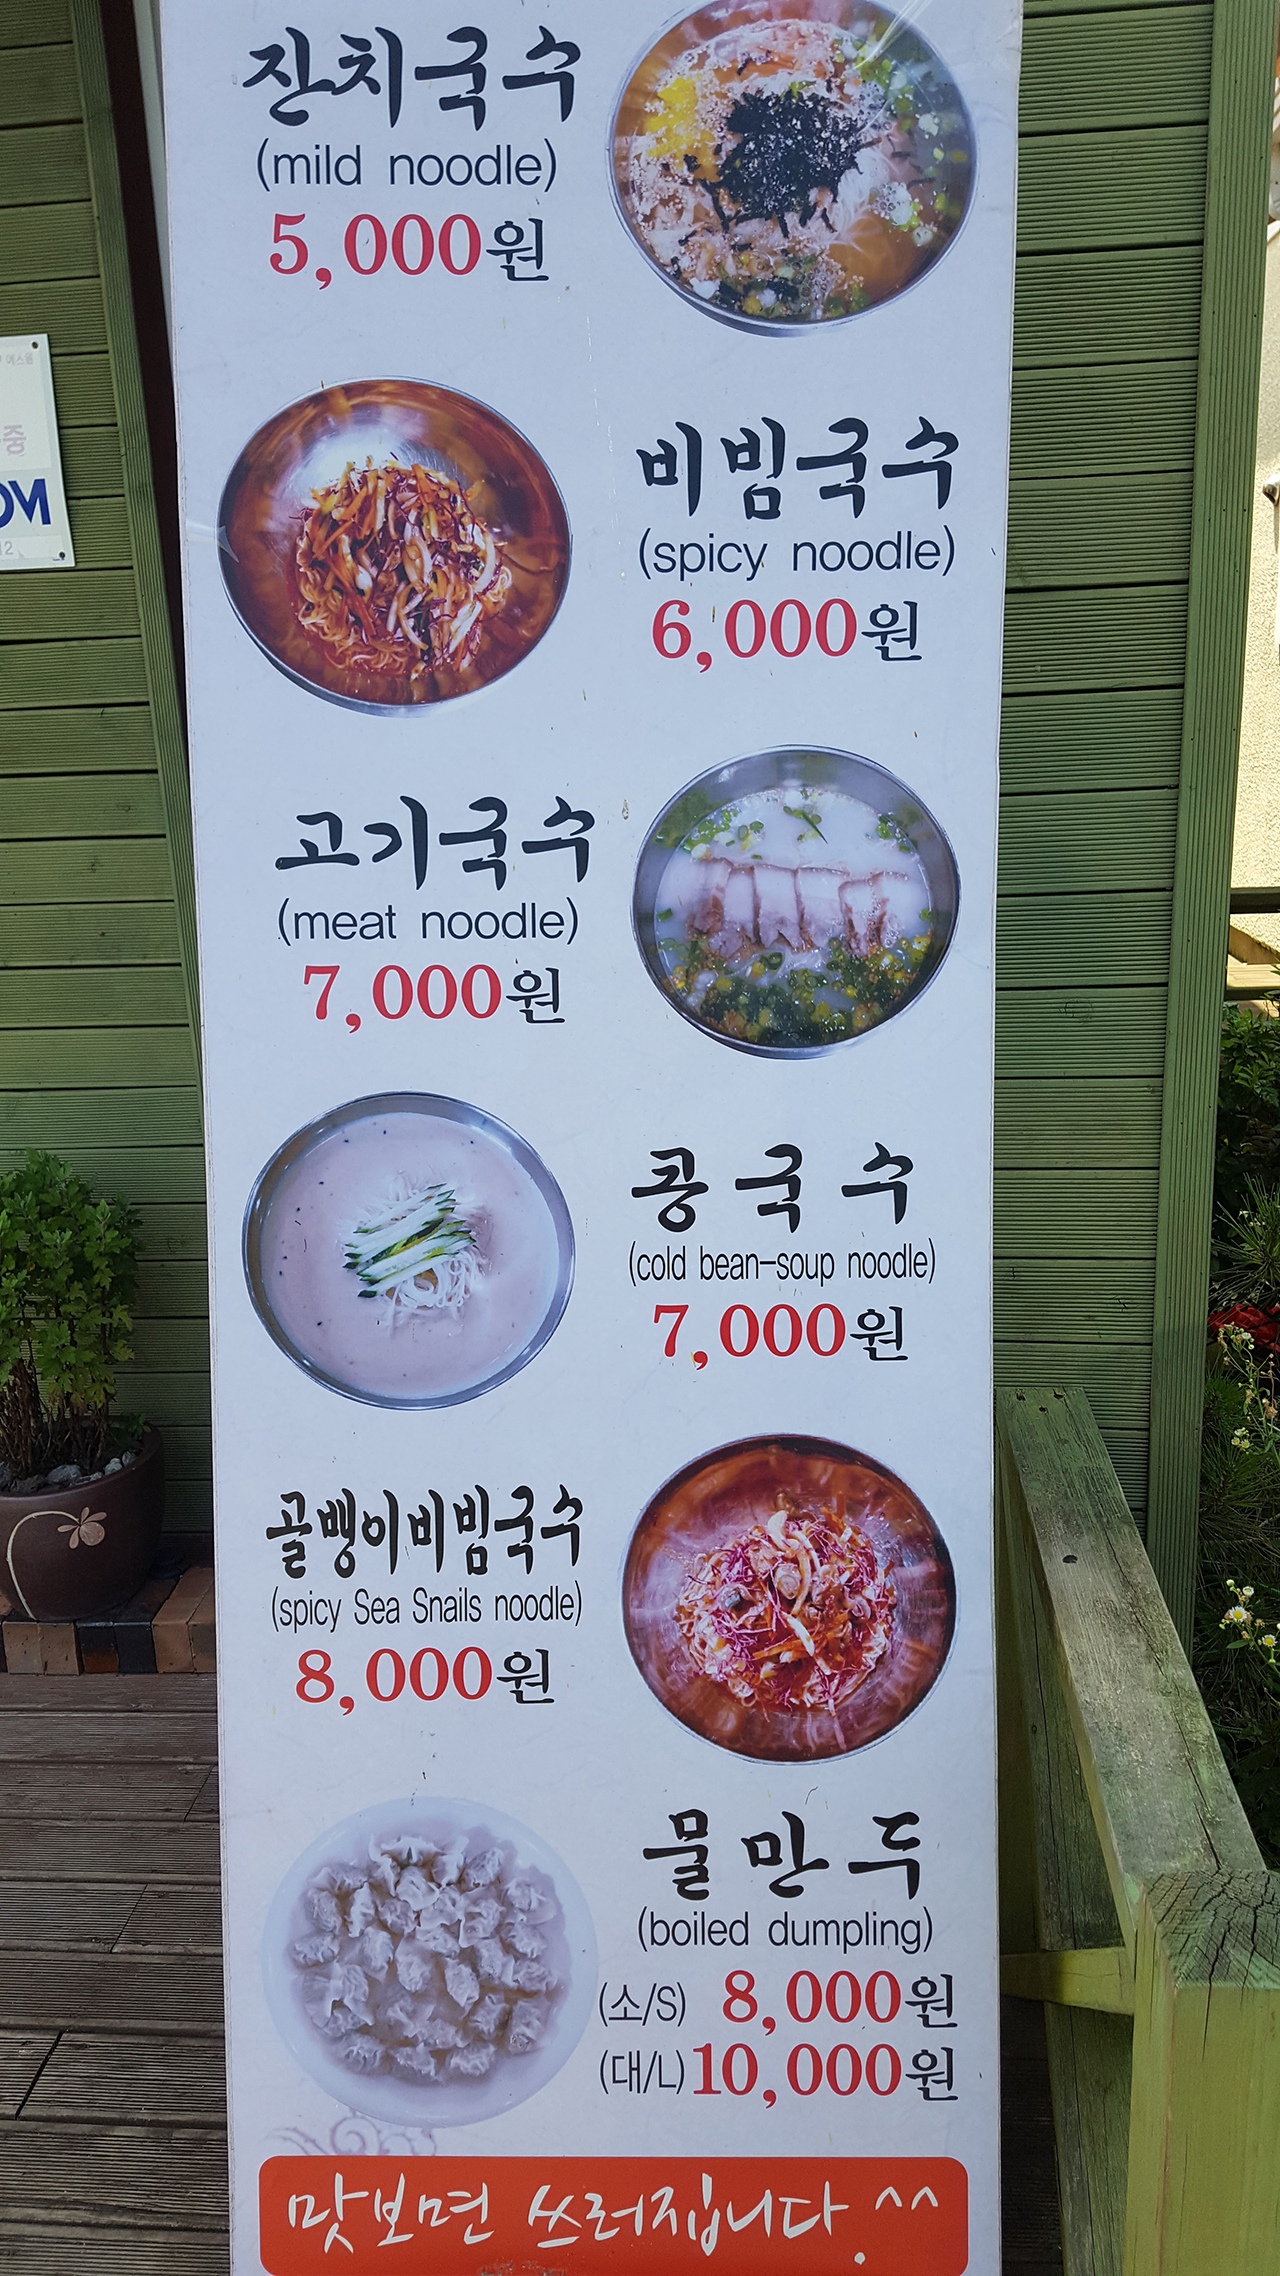 잔치국수
(mild noodle)
5,000원
비빔국수
(spicy noodle)
6,000원
고기국수
(meat noodle)
7,000원
콩국수
(cold bean-soup noodle)
7,000원
골뱅이비빔국수
(spicy Sea Snails noodle)
8,000원
물만두
(boiled dumpling)
(소/S) 8,000원
(대/L) 10,000원
맛보면 쓰러집니다. ^^